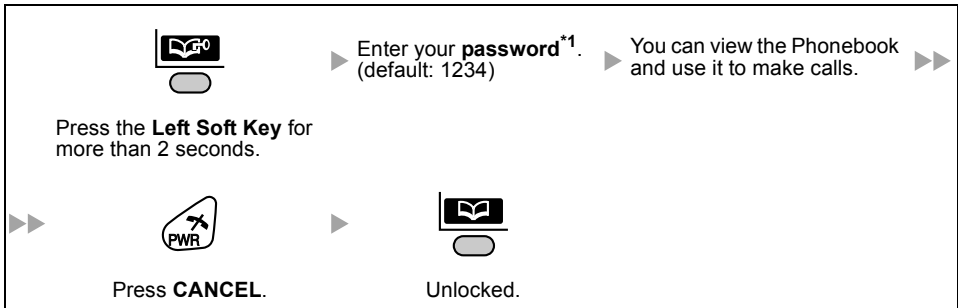 Enter your password*1.
(default: 1234)
You can view the Phonebook
and use it to make calls.
Press the Left Soft Key for
more than 2 seconds.
PWR
Press CANCEL.
Unlocked.